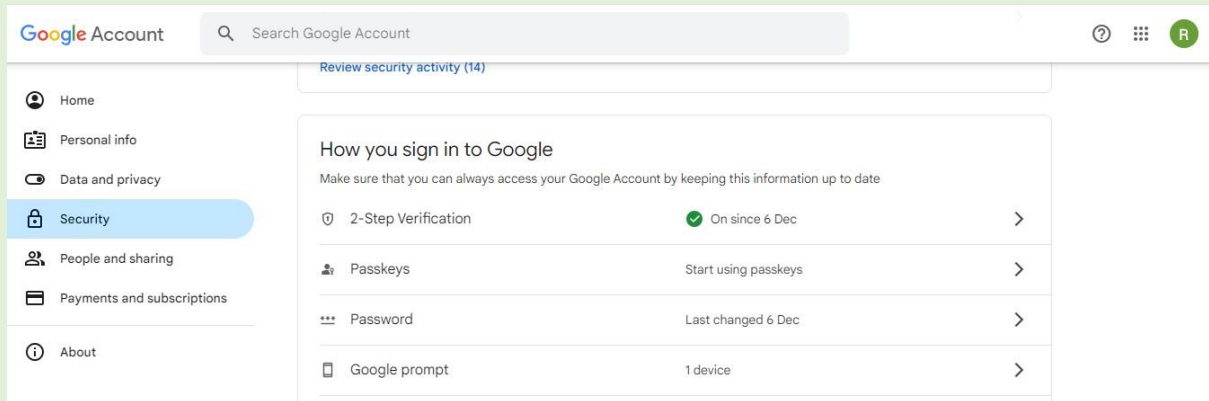 Google Account
Search Google Account
R
Review security activity (14)
Home
Personal info
Data and privacy
Security
People and sharing
Payments and subscriptions
About
How you sign in to Google
Make sure that you can always access your Google Account by keeping this information up to date
2-Step Verification On since 6 Dec
Passkeys Start using passkeys
Password Last changed 6 Dec
Google prompt 1 device